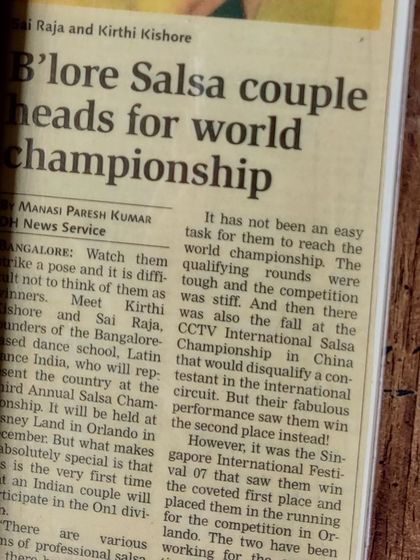 Sai Raja and Kirthi Kishore
B'lore Salsa couple
heads for world
championship
By Manasi Paresh Kumar
DH News Service
BANGALORE: Watch them
strike a pose and it is diffi-
cult not to think of them as
winners. Meet Kirthi
Kishore and Sai Raja,
founders of the Bangalore-
based dance school, Latin
Dance India, who will rep-
resent the country at the
Third Annual Salsa Cham-
pionship. It will be held at
Disney Land in Orlando in
December. But what makes
absolutely special is that
is the very first time
an Indian couple will
participate in the On1 divi-
"There are various
of professional salsa
It has not been an easy
task for them to reach the
world championship. The
qualifying rounds were
tough and the competition
was stiff. And then there
was also the fall at the
CCTV International Salsa
Championship in China
that would disqualify a con-
testant in the international
circuit. But their fabulous
performance saw them win
the second place instead!
However, it was the Sin-
gapore International Festi-
val 07 that saw them win
the coveted first place and
placed them in the running
for the competition in Or-
lando. The two have been
working for the